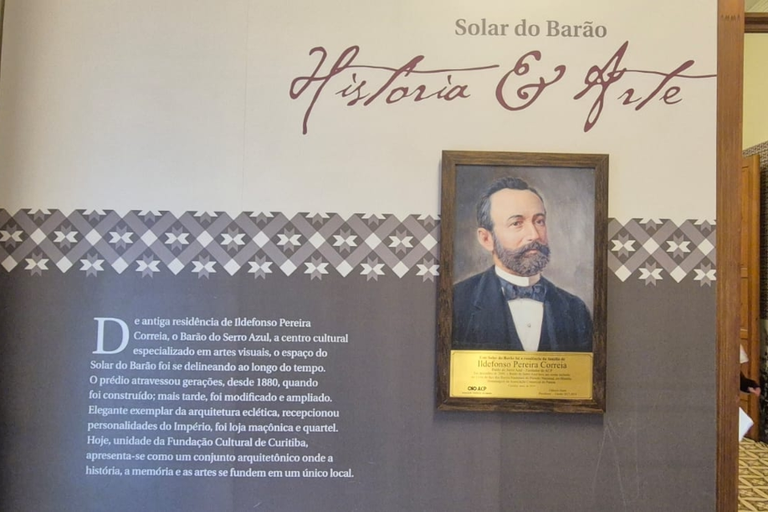 Solar do Barão
História & Arte
De antiga residência de Ildefonso Pereira
Correia, o Barão do Serro Azul, a centro cultural
especializado em artes visuais, o espaço do
Solar do Barão foi se delineando ao longo do tempo.
O prédio atravessou gerações, desde 1880, quando
foi construído; mais tarde, foi modificado e ampliado.
Elegante exemplar da arquitetura eclética, recepcionou
personalidades do Império, foi loja maçônica e quartel.
Hoje, unidade da Fundação Cultural de Curitiba,
apresenta-se como um conjunto arquitetônico onde a
história, a memória e as artes se fundem em um único local.
Ildefonso Pereira Correia
ACP